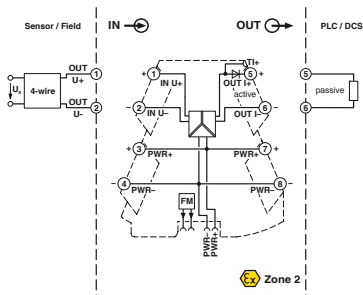 Sensor / Field
IN
OUT
PLC / DCS
OUT
U+
1
+ 1
IN U+
TI+
5 +
OUT I+
active
5
Ux
4-wire
passive
OUT
U-
2
- 2
IN U–
6 -
OUT I–
6
+ 3
PWR+
PWR+
7 +
- 4
PWR–
PWR–
8 -
FM
PWR–
PWR+
Ex Zone 2